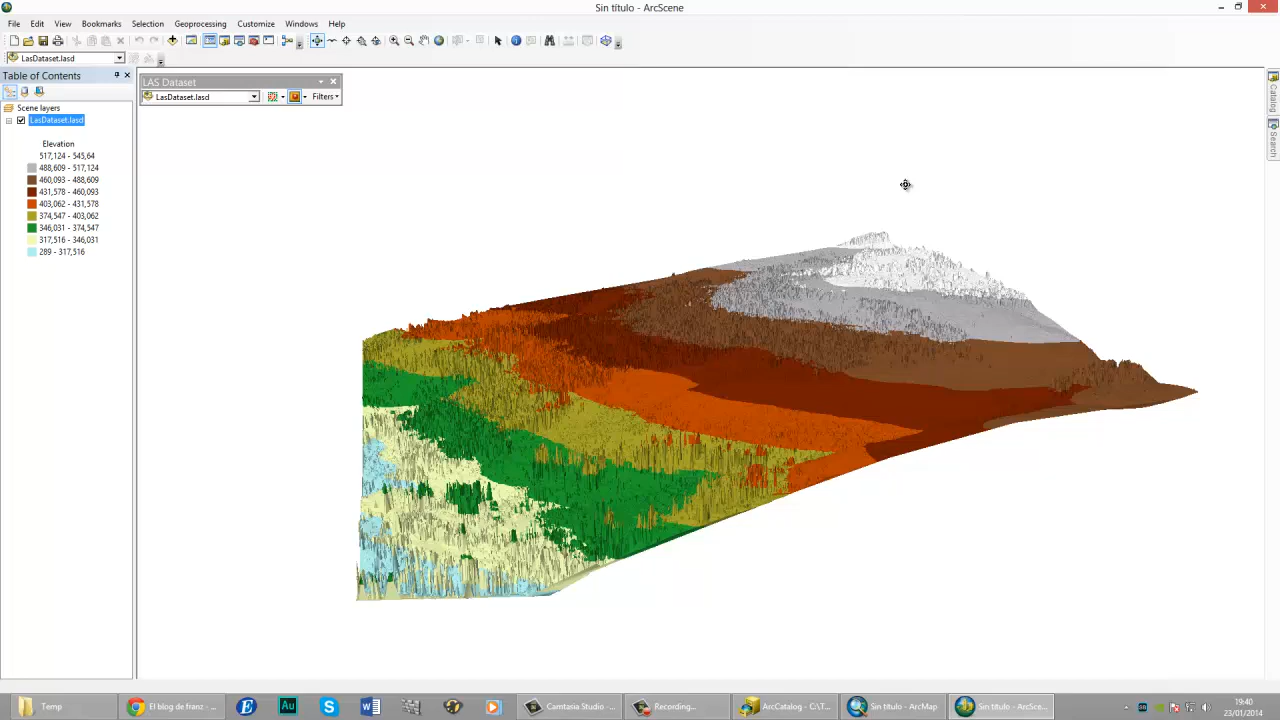 Sin título - ArcScene
File Edit View Bookmarks Selection Geoprocessing Customize Windows Help
LasDataset.lasd
Table of Contents
LAS Dataset
LasDataset.lasd Filters
Scene layers
LasDataset.lasd
Elevation
517,124 - 545,64
488,609 - 517,124
460,093 - 488,609
431,578 - 460,093
403,062 - 431,578
374,547 - 403,062
346,031 - 374,547
317,516 - 346,031
289 - 317,516
Catalog
Search
Temp
El blog de franz - ...
Camtasia Studio - ...
Recording...
ArcCatalog - C:\T...
Sin título - ArcMap
Sin título - ArcSce...
19:40
23/01/2014